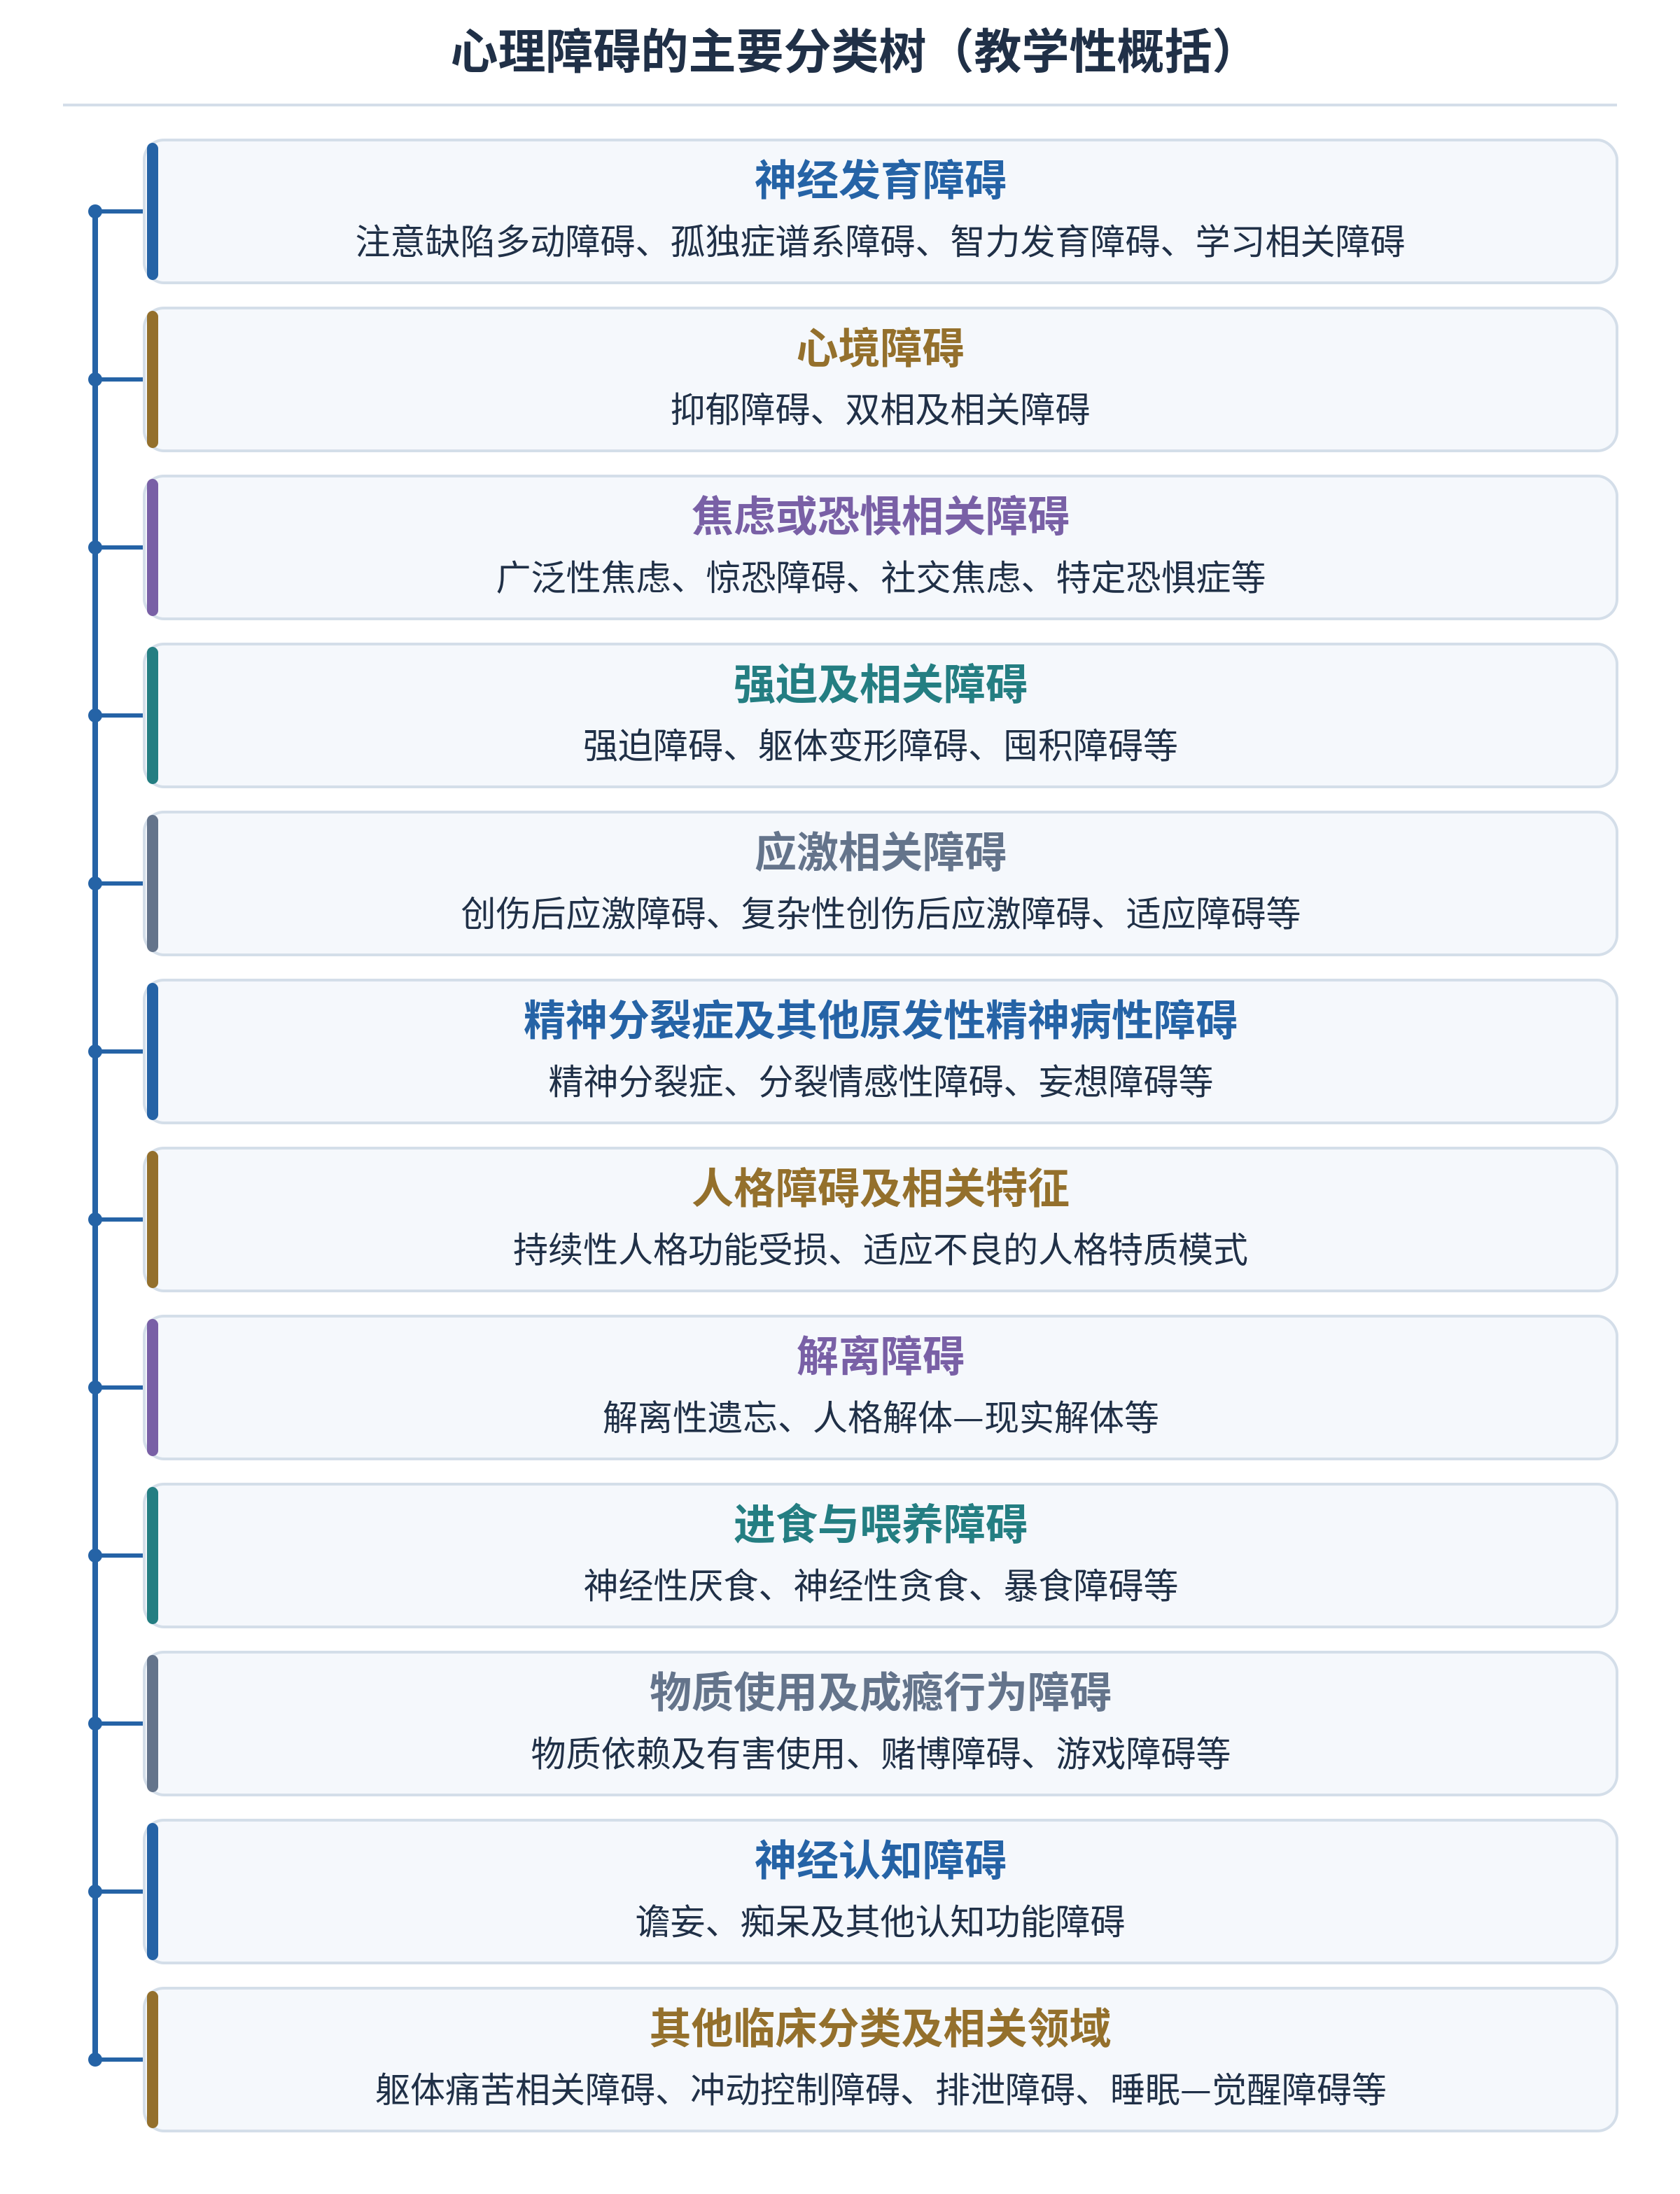 心理障碍的主要分类树（教学性概括）
神经发育障碍
注意缺陷多动障碍、孤独症谱系障碍、智力发育障碍、学习相关障碍
心境障碍
抑郁障碍、双相及相关障碍
焦虑或恐惧相关障碍
广泛性焦虑、惊恐障碍、社交焦虑、特定恐惧症等
强迫及相关障碍
强迫障碍、躯体变形障碍、囤积障碍等
应激相关障碍
创伤后应激障碍、复杂性创伤后应激障碍、适应障碍等
精神分裂症及其他原发性精神病性障碍
精神分裂症、分裂情感性障碍、妄想障碍等
人格障碍及相关特征
持续性人格功能受损、适应不良的人格特质模式
解离障碍
解离性遗忘、人格解体—现实解体等
进食与喂养障碍
神经性厌食、神经性贪食、暴食障碍等
物质使用及成瘾行为障碍
物质依赖及有害使用、赌博障碍、游戏障碍等
神经认知障碍
谵妄、痴呆及其他认知功能障碍
其他临床分类及相关领域
躯体痛苦相关障碍、冲动控制障碍、排泄障碍、睡眠—觉醒障碍等